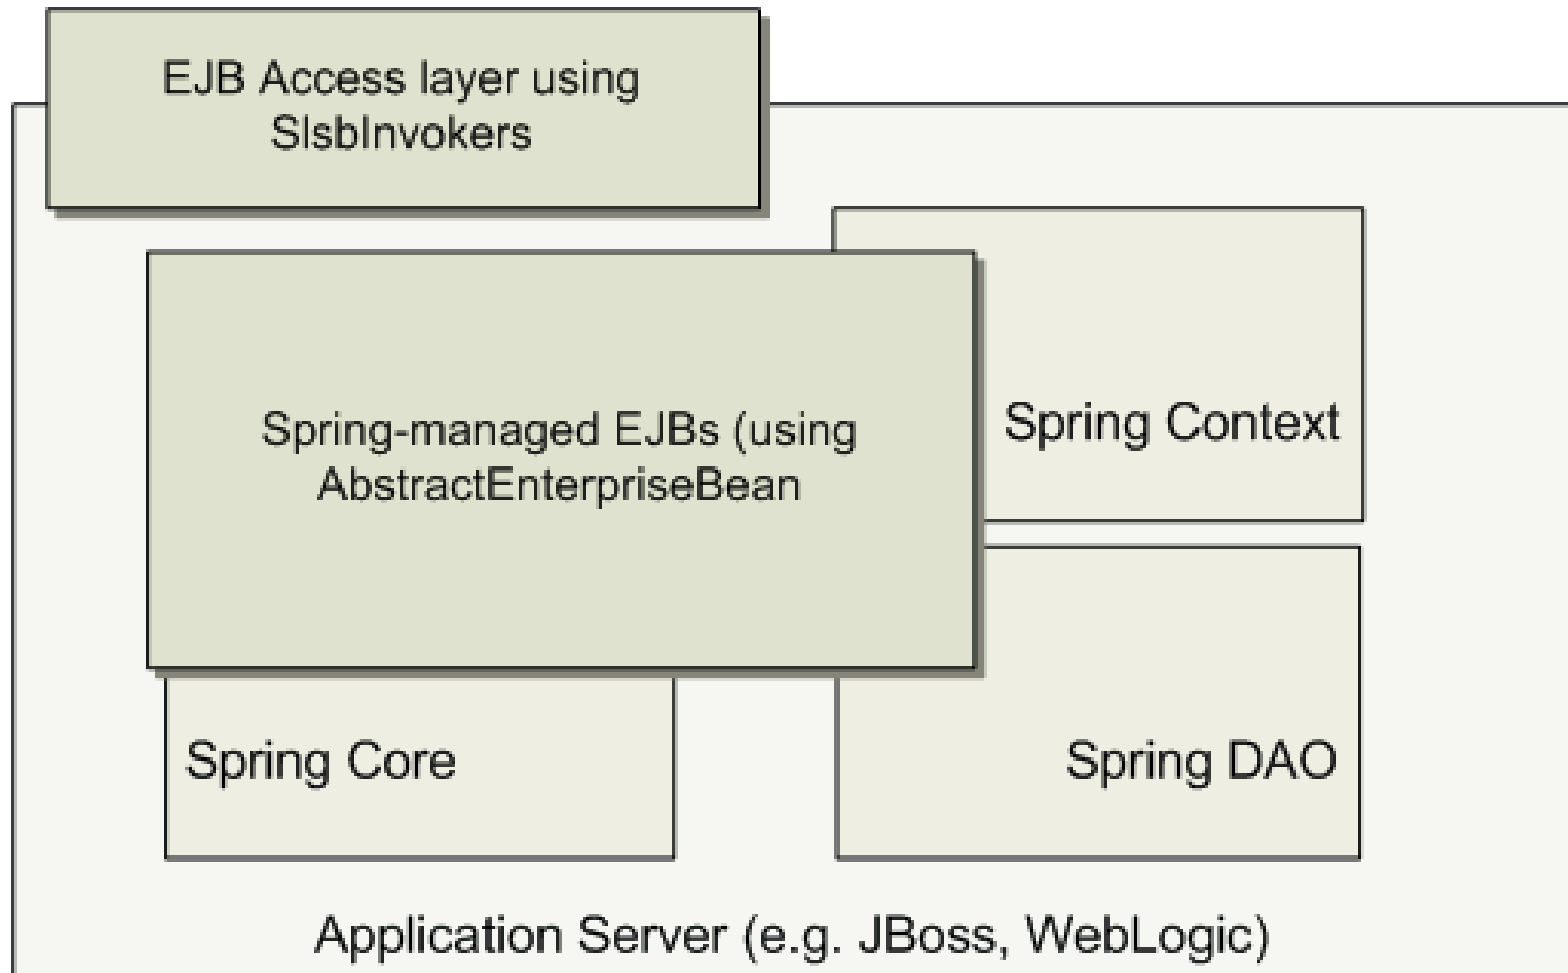 EJB Access layer using
SlsbInvokers
Spring-managed EJBs (using
AbstractEnterpriseBean
Spring Context
Spring Core
Spring DAO
Application Server (e.g. JBoss, WebLogic)